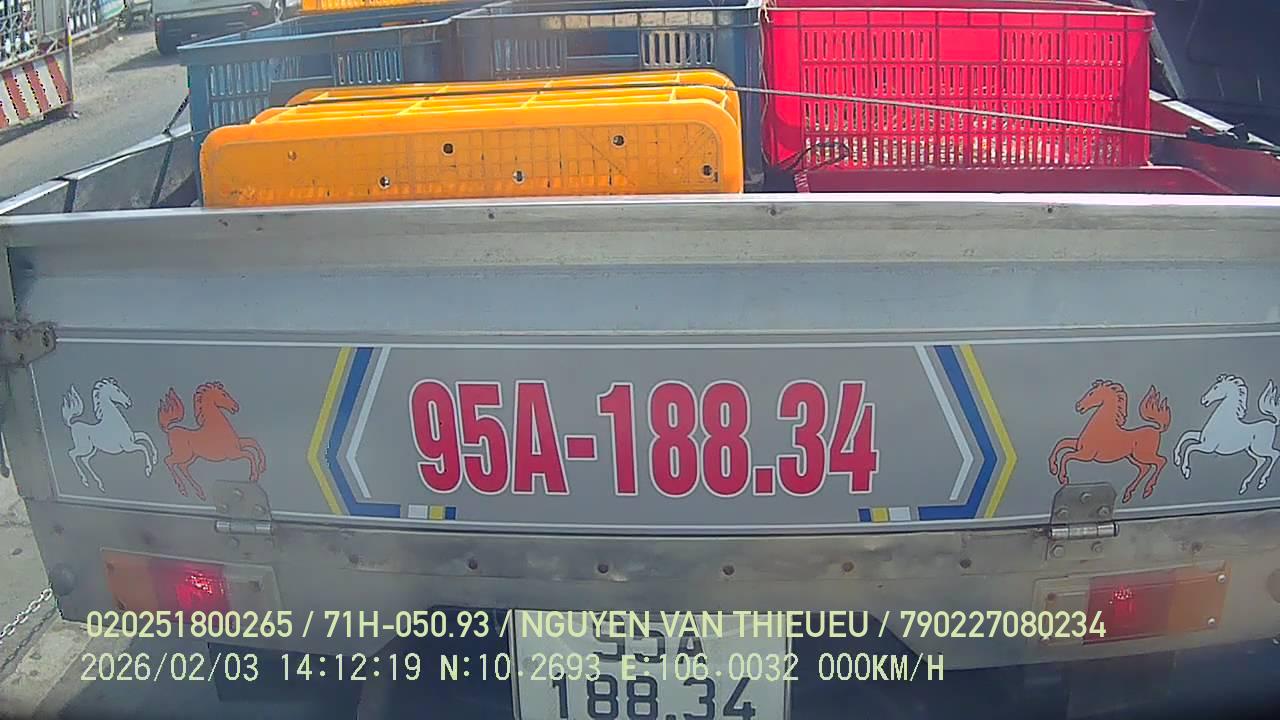 95A-188.34
020251800265 / 71H-050.93 / NGUYEN VAN THIEUEU / 790227080234
2026/02/03 14:12:19 N:10.2693 E:106.0032 000KM/H
95A
188.34